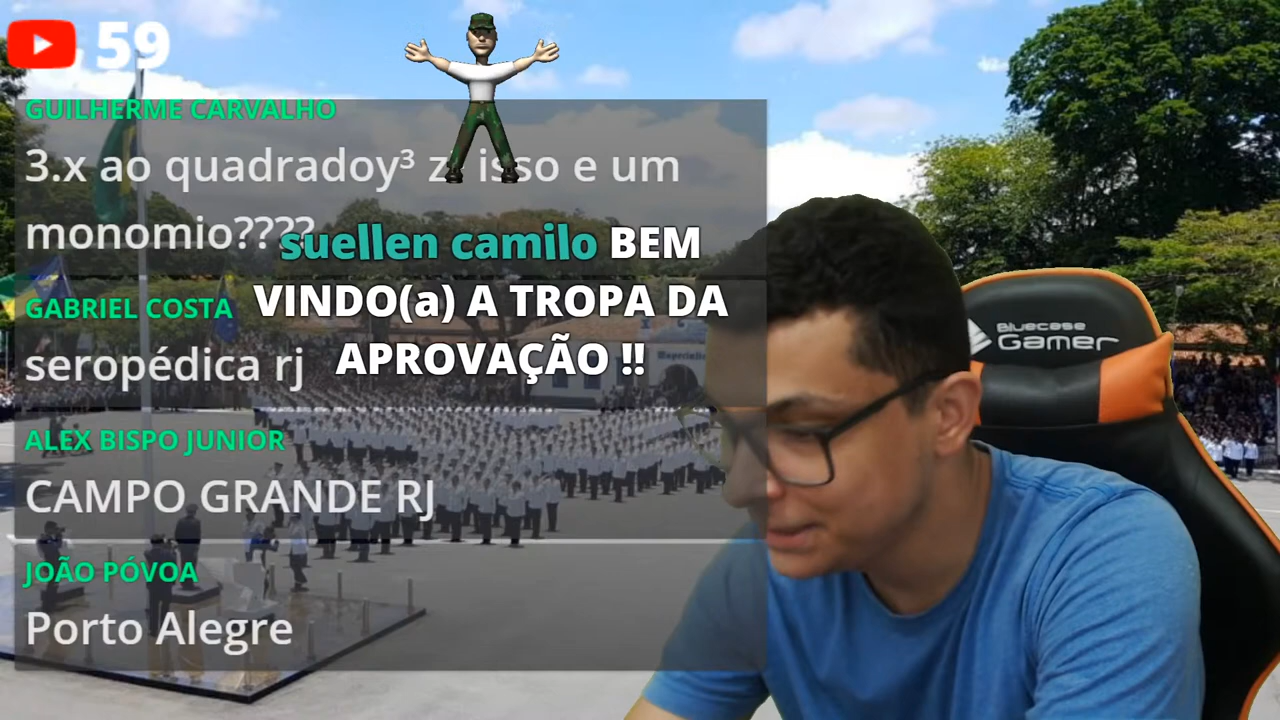 59
GUILHERME CARVALHO
3.x ao quadradoy³ z isso e um
monomio????
suellen camilo BEM
VINDO(a) A TROPA DA
APROVAÇÃO !!
GABRIEL COSTA
seropédica rj
ALEX BISPO JUNIOR
CAMPO GRANDE RJ
JOÃO PÓVOA
Porto Alegre
Bluecase
Gamer